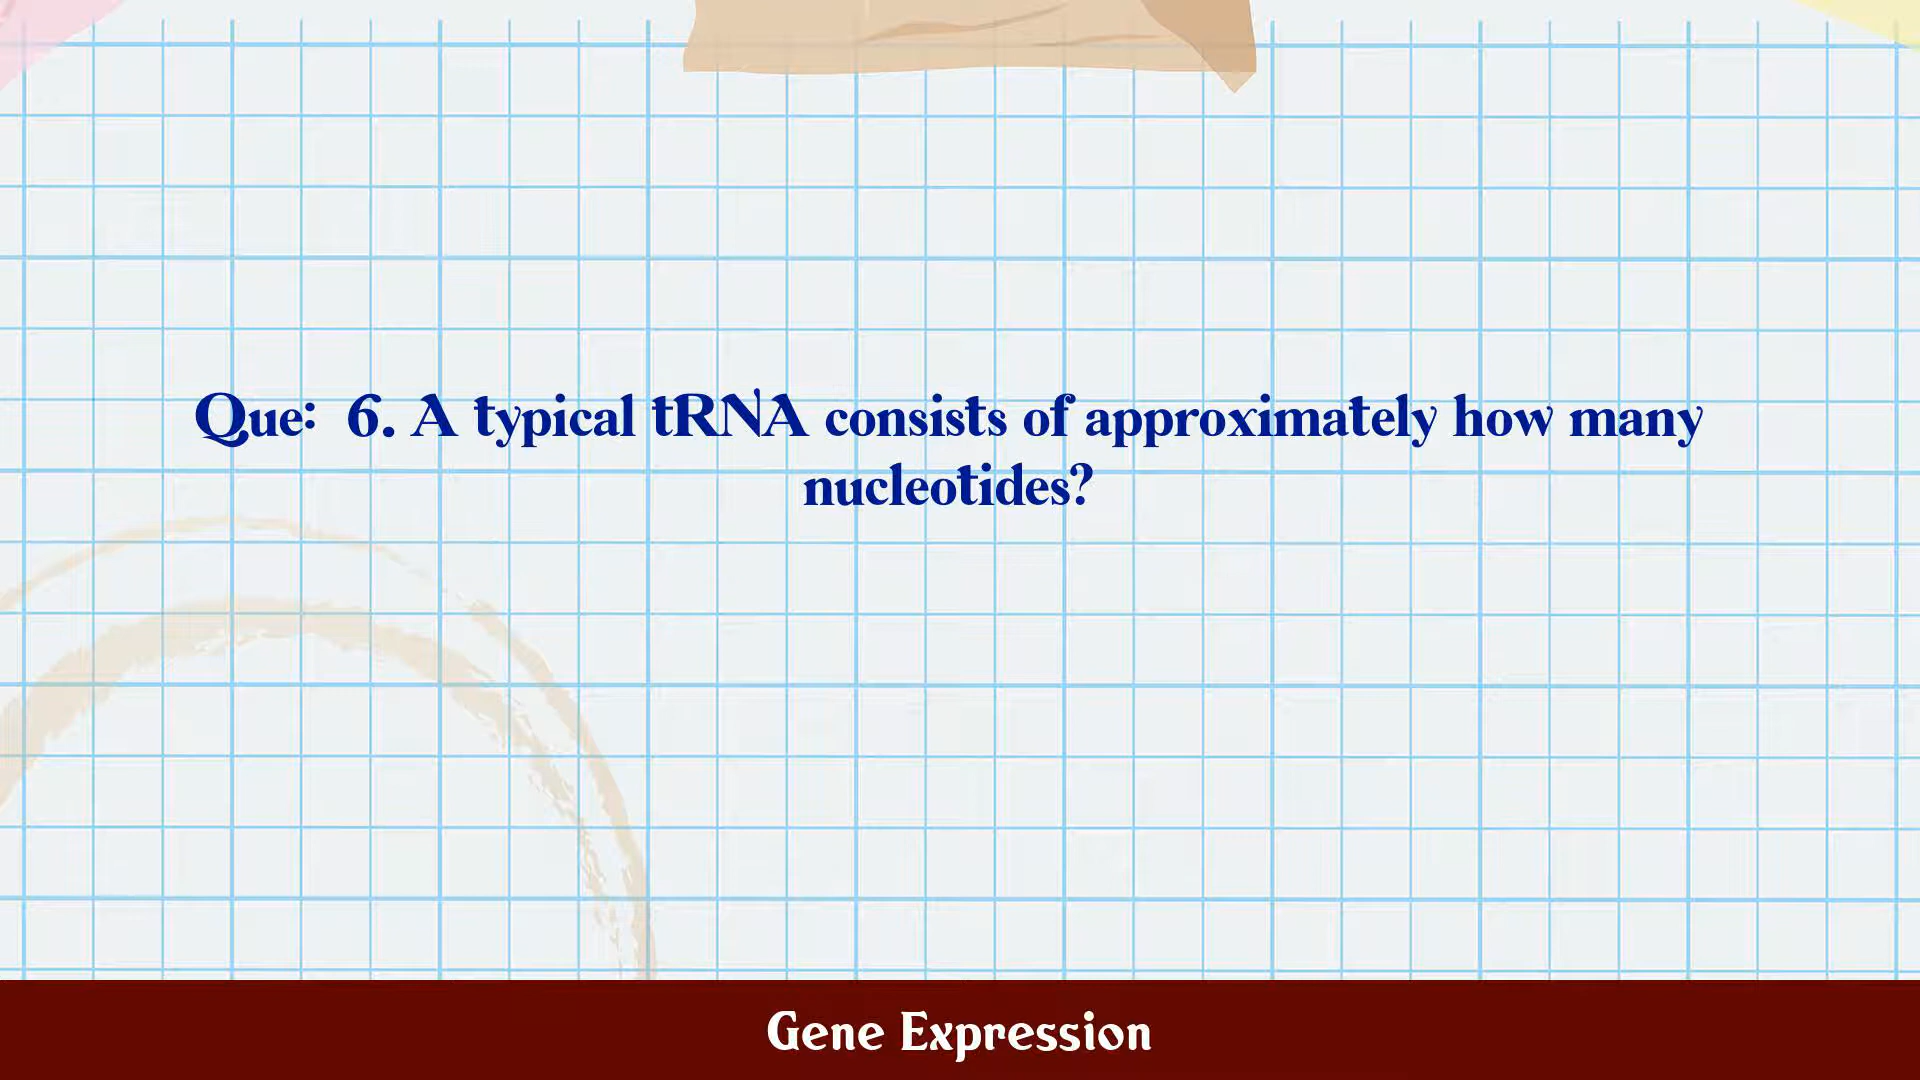 Que: 6. A typical tRNA consists of approximately how many
nucleotides?
Gene Expression